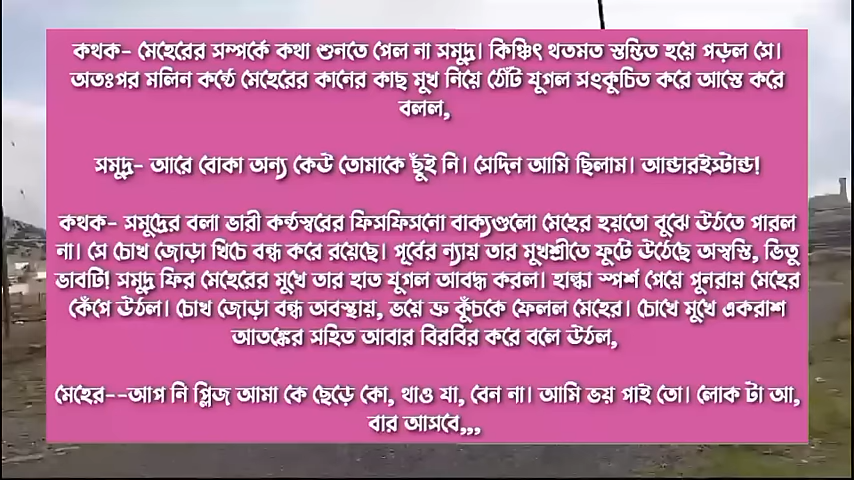 কথক- মেহেরের সম্পর্কে কথা শুনতে পেল না সমুদ্র। কিঞ্চিৎ থতমত স্তম্ভিত হয়ে পড়ল সে।
অতঃপর মলিন কন্ঠে মেহেরের কানের কাছ মুখ নিয়ে ঠোঁট যুগল সংকুচিত করে আস্তে করে
বলল,
সমুদ্র- আরে বোকা অন্য কেউ তোমাকে ছুঁই নি। সেদিন আমি ছিলাম। আন্ডারইস্টান্ড!
কথক- সমুদ্রের বলা ভারী কন্ঠস্বরের ফিসফিসনো বাক্যগুলো মেহের হয়তো বুঝে উঠতে পারল
না। সে চোখ জোড়া খিচে বন্ধ করে রয়েছে। পূর্বের ন্যায় তার মুখশ্রীতে ফুটে উঠেছে অস্বস্তি, ভিতু
ভাবটি! সমুদ্র ফির মেহেরের মুখে তার হাত যুগল আবদ্ধ করল। হাল্কা স্পর্শ পেয়ে পুনরায় মেহের
কেঁপে উঠল। চোখ জোড়া বন্ধ অবস্থায়, ভয়ে ভ্রু কুঁচকে ফেলল মেহের। চোখে মুখে একরাশ
আতঙ্কের সহিত আবার বিরবির করে বলে উঠল,
মেহের--আপ নি প্লিজ আমা কে ছেড়ে কো, থাও যা, বেন না। আমি ভয় পাই তো। লোক টা আ,
বার আসবে,,,